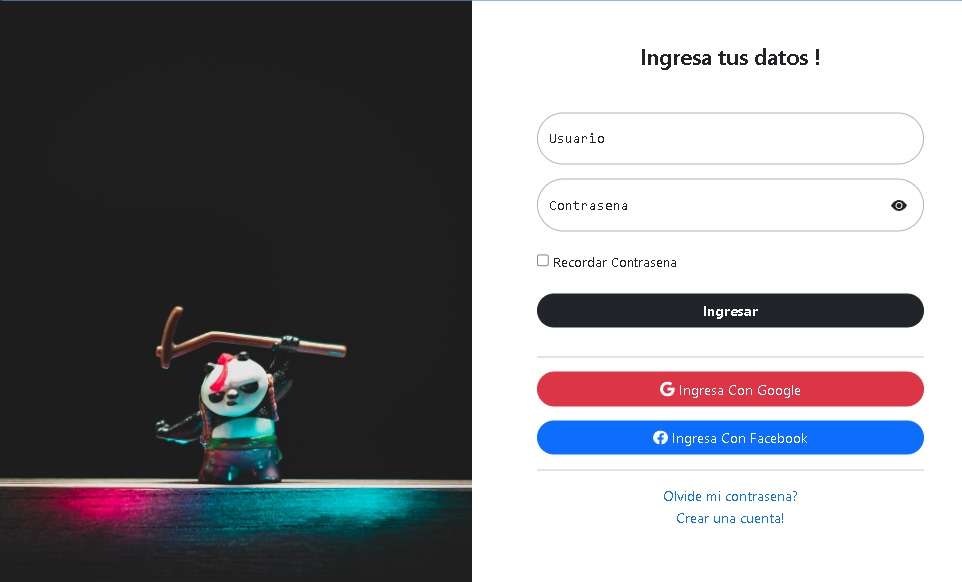 Ingresa tus datos !
Usuario
Contrasena
Recordar Contrasena
Ingresar
Ingresa Con Google
Ingresa Con Facebook
Olvide mi contrasena?
Crear una cuenta!